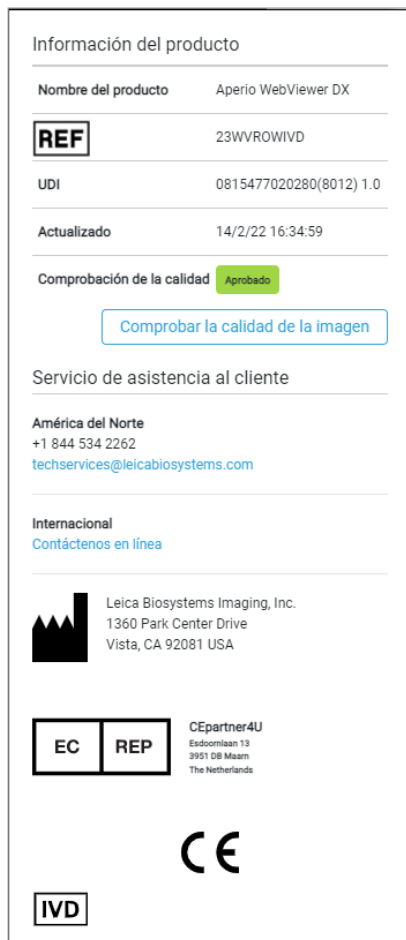 Información del producto
Nombre del producto Aperio WebViewer DX
REF 23WVROWIVD
UDI 0815477020280(8012) 1.0
Actualizado 14/2/22 16:34:59
Comprobación de la calidad Aprobado
Comprobar la calidad de la imagen
Servicio de asistencia al cliente
América del Norte
+1 844 534 2262
techservices@leicabiosystems.com
Internacional
Contáctenos en línea
Leica Biosystems Imaging, Inc.
1360 Park Center Drive
Vista, CA 92081 USA
EC REP
CEpartner4U
Esdoornlaan 13
3951 DB Maarn
The Netherlands
CE
IVD